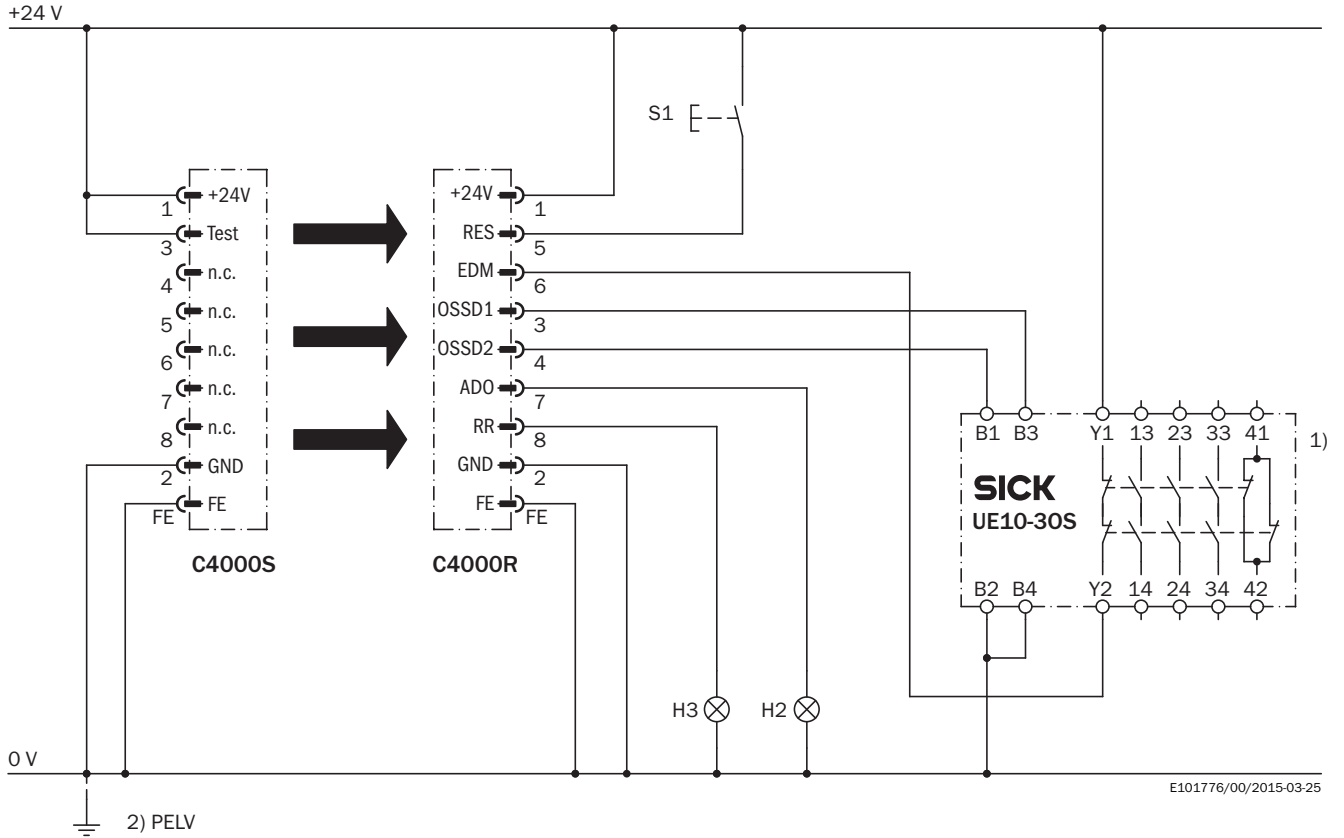 +24 V
S1
+24V
1
Test
3
n.c.
4
n.c.
5
n.c.
6
n.c.
7
n.c.
8
GND
2
FE
FE
C4000S
+24V
1
RES
5
EDM
6
OSSD1
3
OSSD2
4
ADO
7
RR
8
GND
2
FE
FE
C4000R
B1 B3 Y1 13 23 33 41
1)
SICK
UE10-30S
B2 B4 Y2 14 24 34 42
H3
H2
0 V
E101776/00/2015-03-25
2) PELV